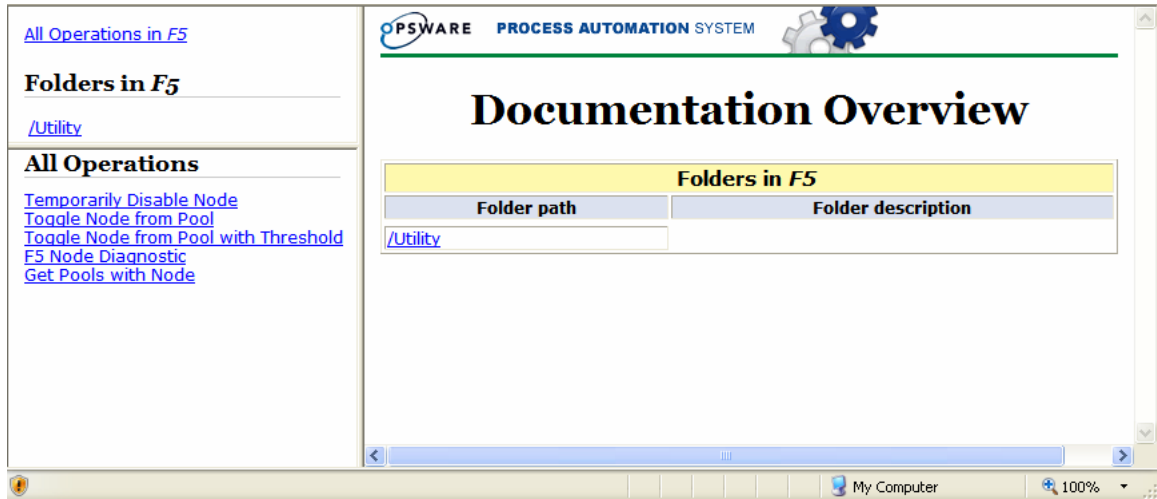 All Operations in F5
Folders in F5
/Utility
All Operations
Temporarily Disable Node
Toggle Node from Pool
Toggle Node from Pool with Threshold
F5 Node Diagnostic
Get Pools with Node
OPSWARE PROCESS AUTOMATION SYSTEM
Documentation Overview
Folders in F5
Folder path Folder description
/Utility
My Computer 100%